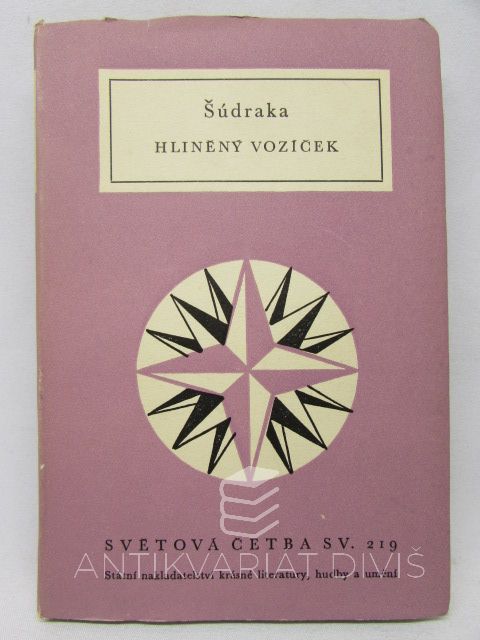 Šúdraka
HLINĚNÝ VOZÍČEK
SVĚTOVÁ ČETBA SV. 219
ANTIKVARIÁT DIVIŠ
Státní nakladatelství krásné literatury, hudby a umění